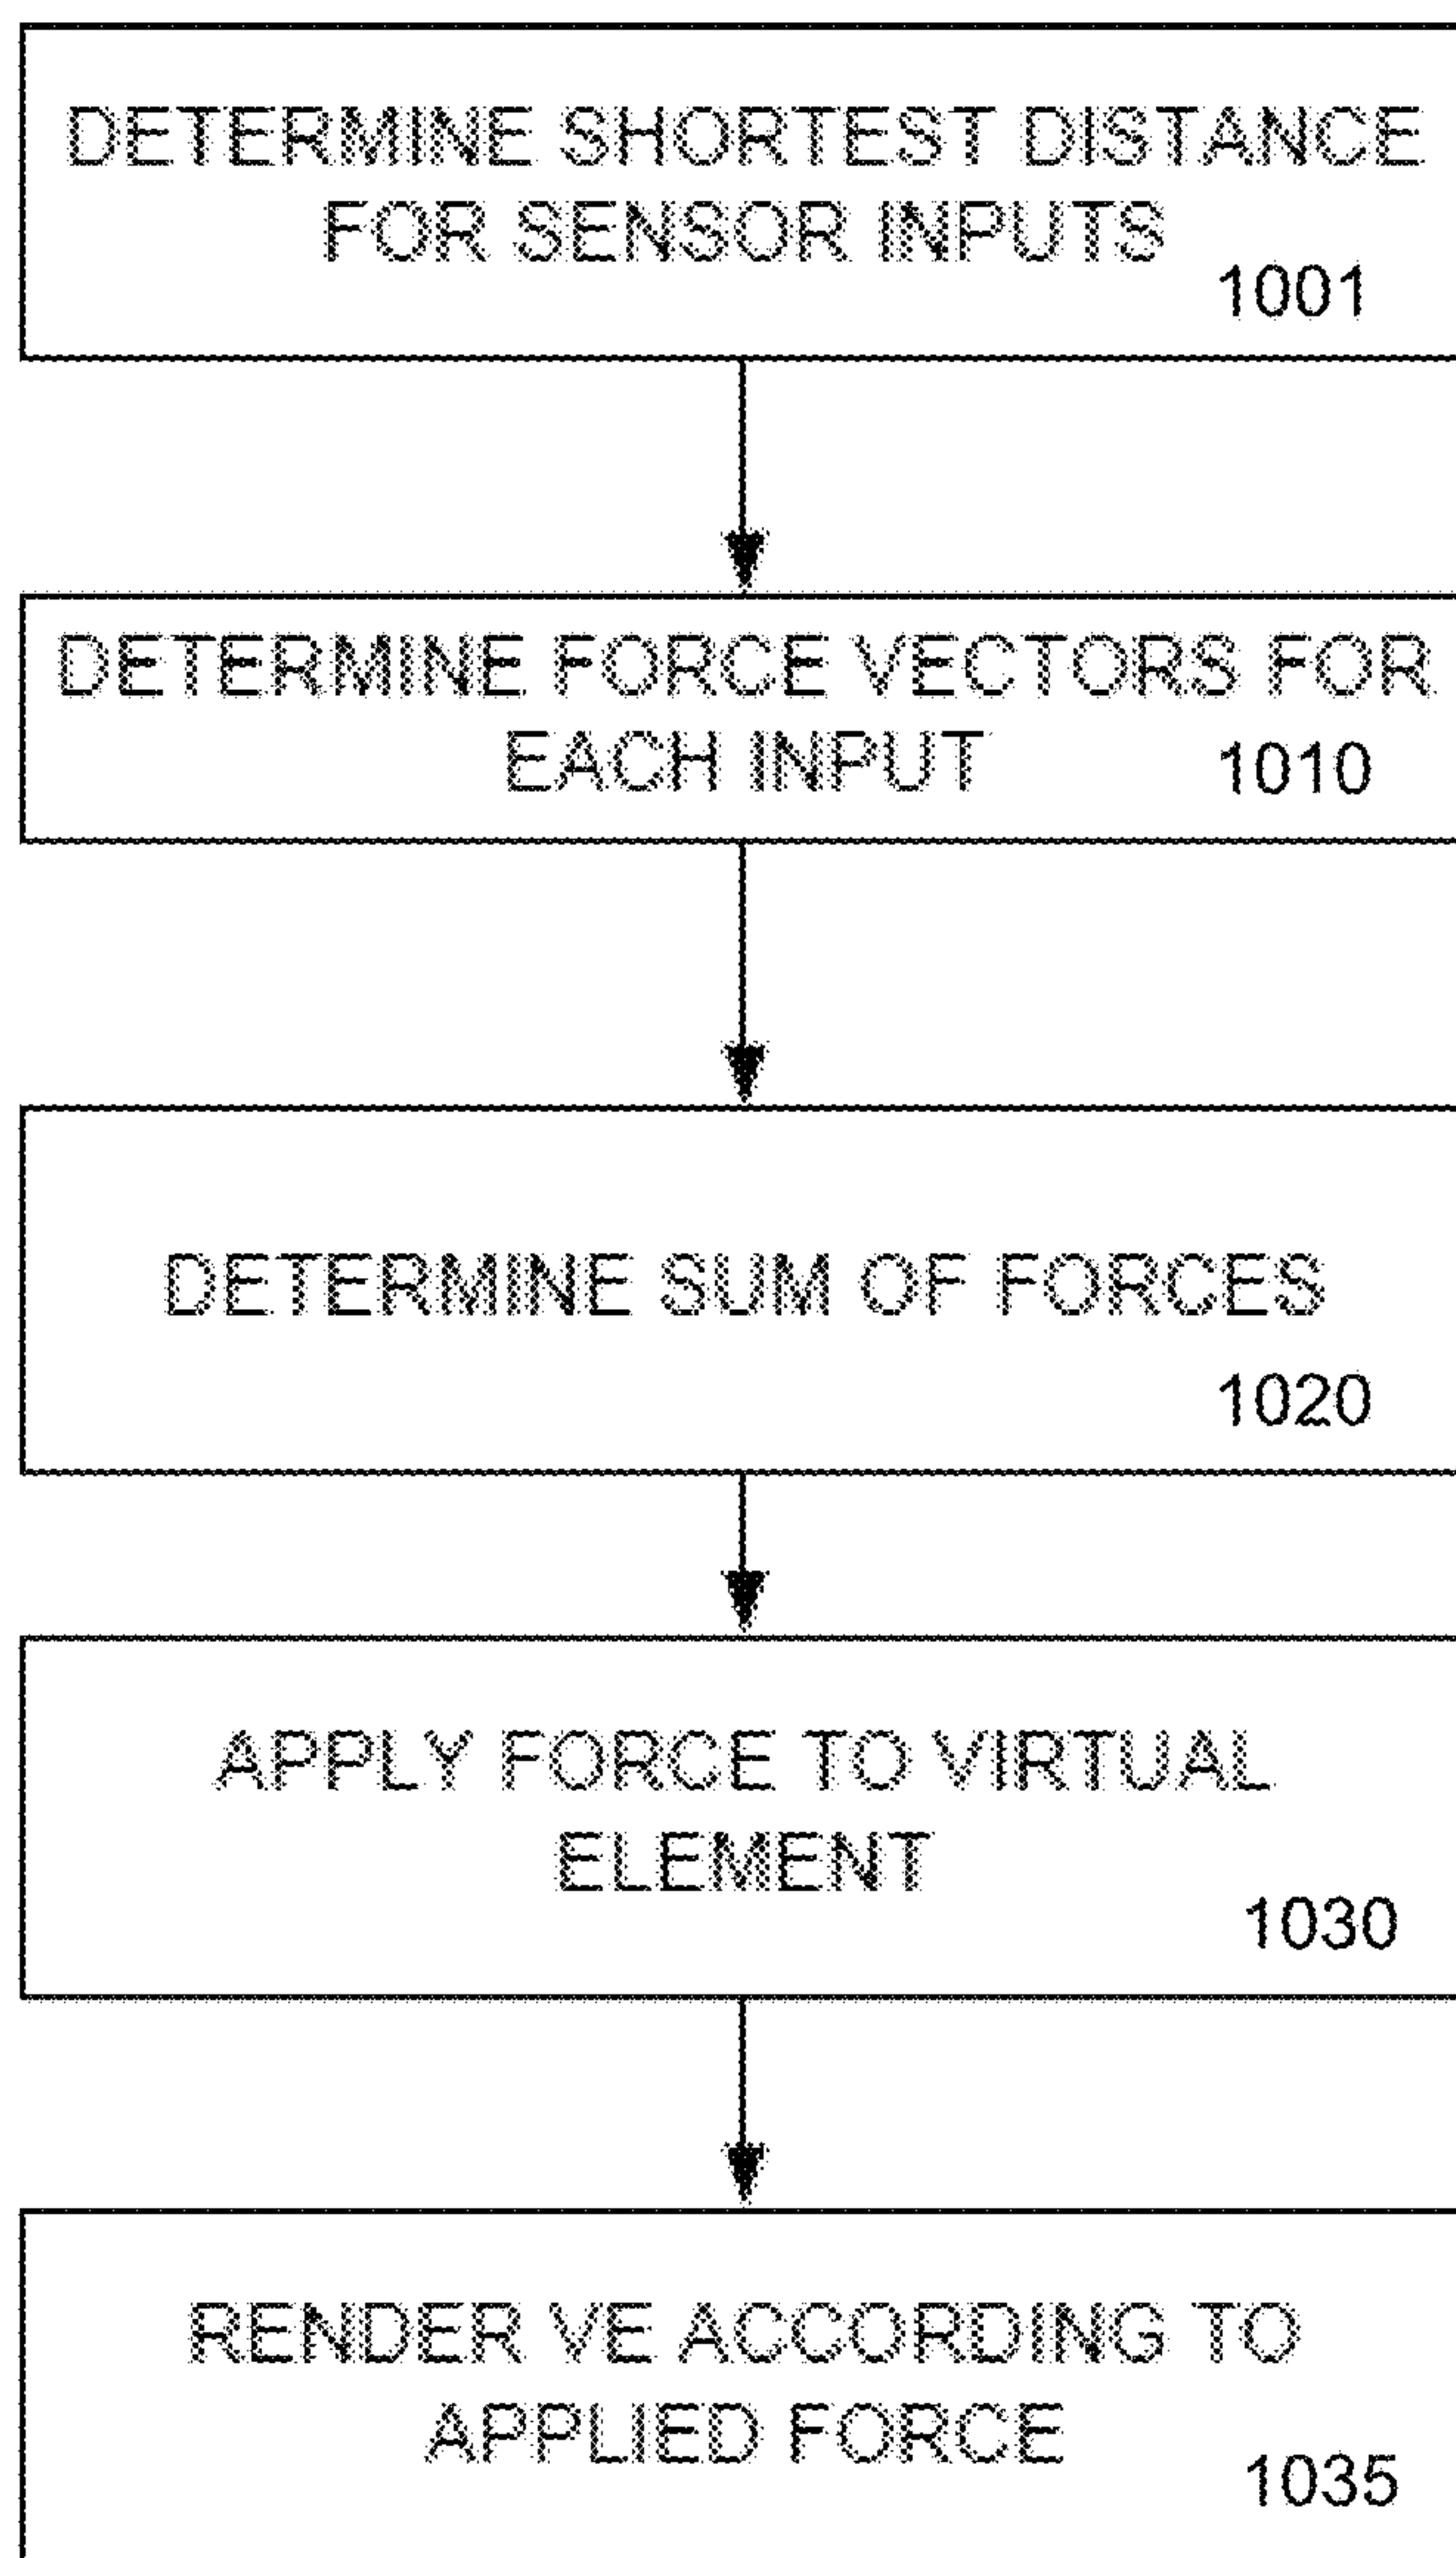 DETERMINE SHORTEST DISTANCE
FOR SENSOR INPUTS
1001
DETERMINE FORCE VECTORS FOR
EACH INPUT
1010
DETERMINE SUM OF FORCES
1020
APPLY FORCE TO VIRTUAL
ELEMENT
1030
RENDER VE ACCORDING TO
APPLIED FORCE
1035